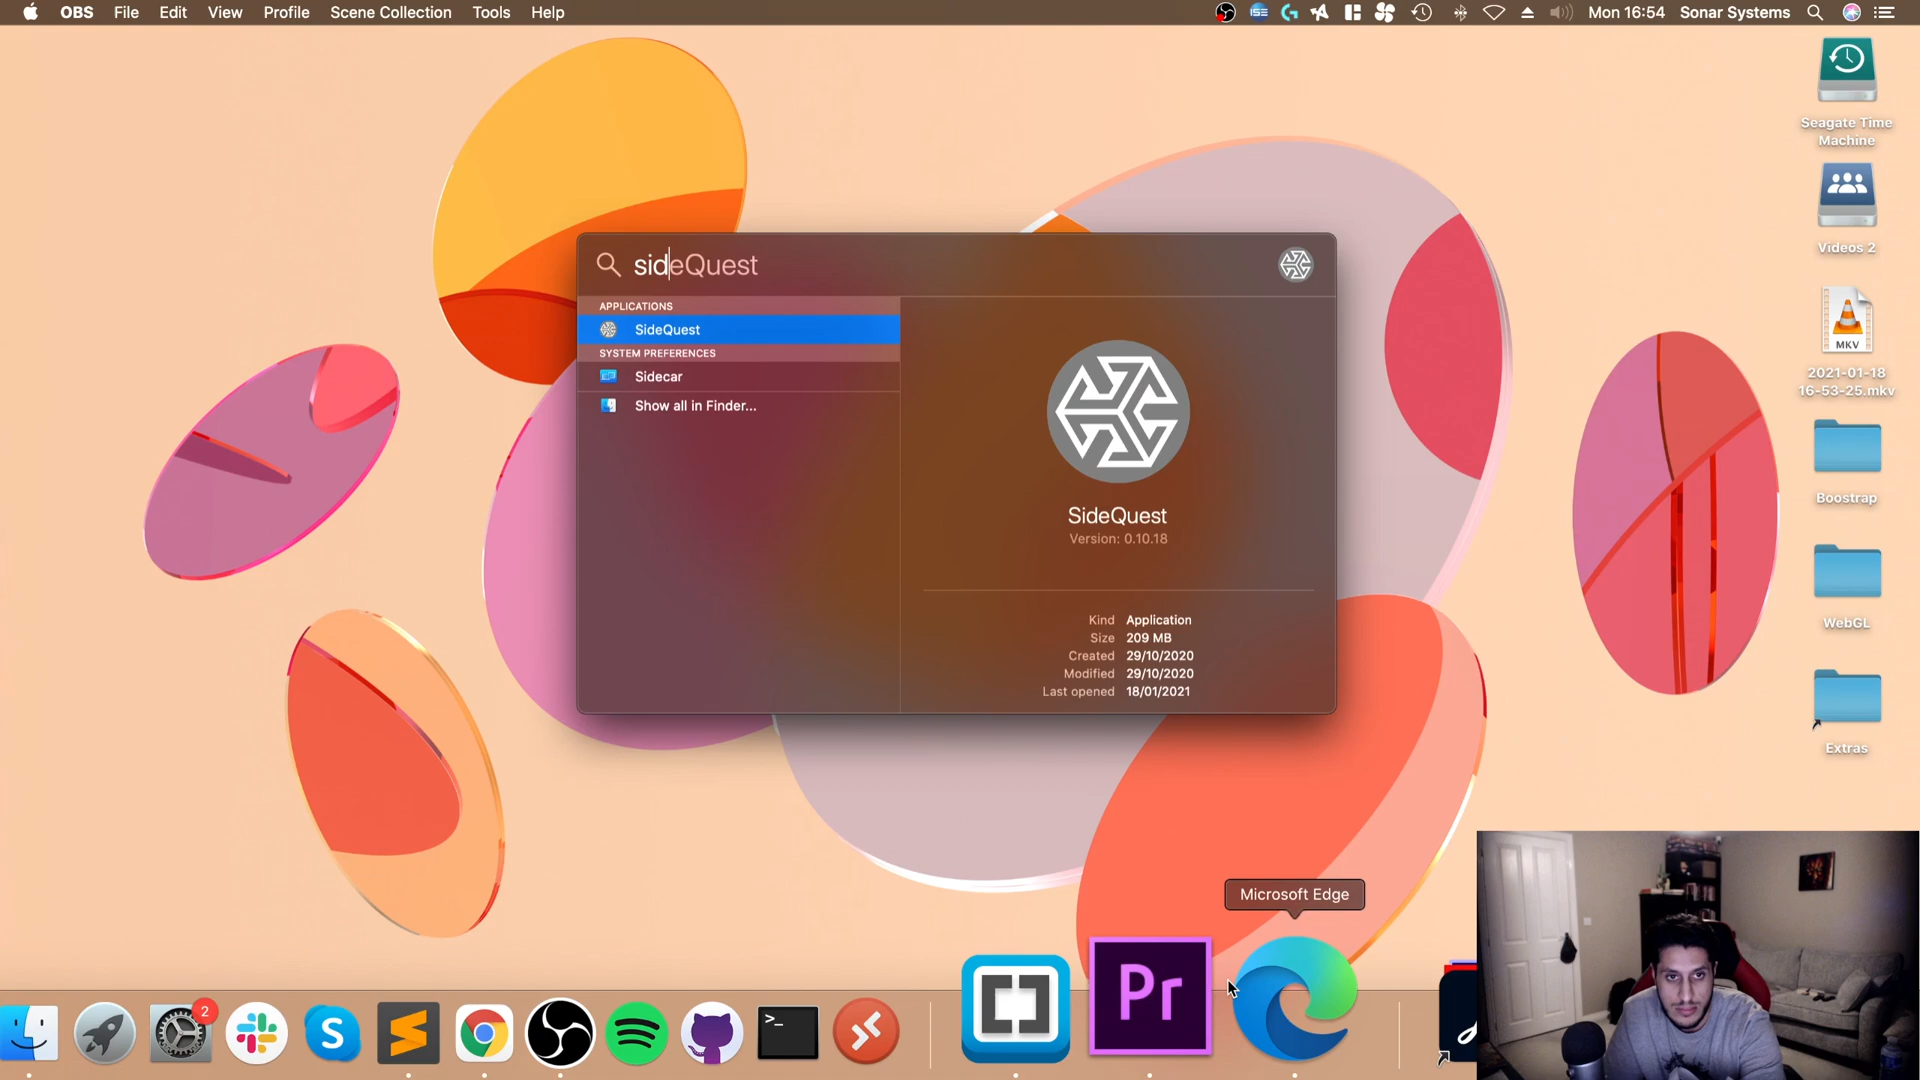 OBS File Edit View Profile Scene Collection Tools Help
ISE
Mon 16:54 Sonar Systems
sideQuest
APPLICATIONS
SideQuest
SYSTEM PREFERENCES
Sidecar
Show all in Finder...
SideQuest
Version: 0.10.18
Kind Application
Size 209 MB
Created 29/10/2020
Modified 29/10/2020
Last opened 18/01/2021
Seagate Time
Machine
Videos 2
MKV
2021-01-18
16-53-25.mkv
Boostrap
WebGL
Extras
Microsoft Edge
2
S
>_
Pr